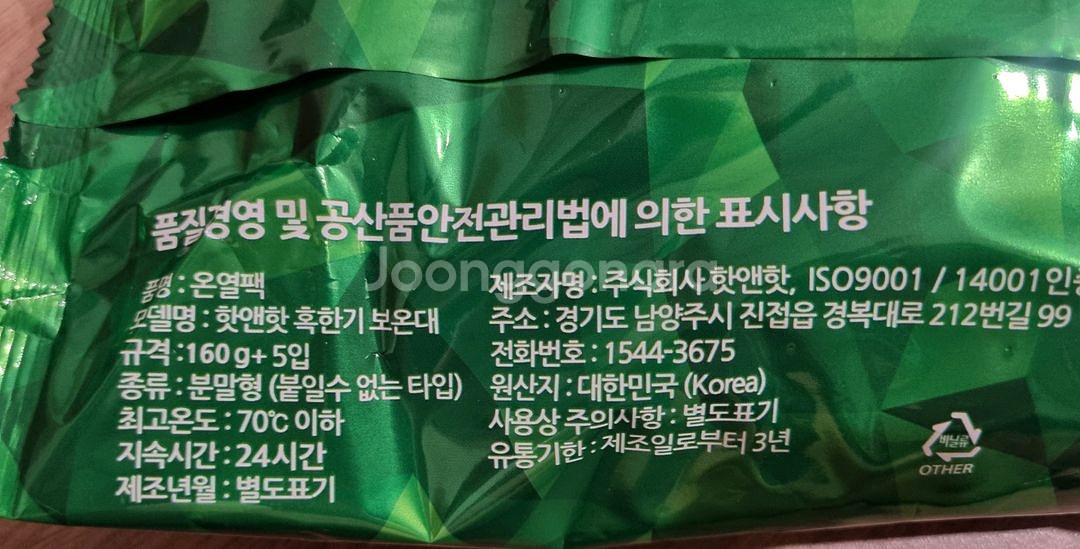 품질경영 및 공산품안전관리법에 의한 표시사항
품명 : 온열팩
모델명 : 핫앤핫 혹한기 보온대
규격 : 160g+ 5입
종류 : 분말형 (붙일수 없는 타입)
최고온도 : 70℃ 이하
지속시간 : 24시간
제조년월 : 별도표기
제조자명 : 주식회사 핫앤핫, ISO9001 / 14001인
주소 : 경기도 남양주시 진접읍 경복대로 212번길 99
전화번호 : 1544-3675
원산지 : 대한민국 (Korea)
사용상 주의사항 : 별도표기
유통기한 : 제조일로부터 3년
비닐류
OTHER
Joonggonara